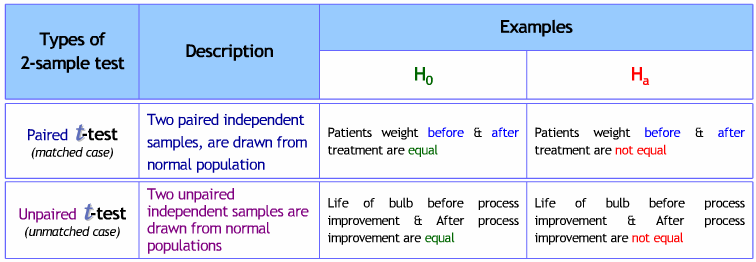 Types of
2-sample test
Description
Examples
H0
Ha
Paired t-test
(matched case)
Two paired independent
samples, are drawn from
normal population
Patients weight before & after
treatment are equal
Patients weight before & after
treatment are not equal
Unpaired t-test
(unmatched case)
Two unpaired
independent samples are
drawn from normal
populations
Life of bulb before process
improvement & After process
improvement are equal
Life of bulb before process
improvement & After process
improvement are not equal